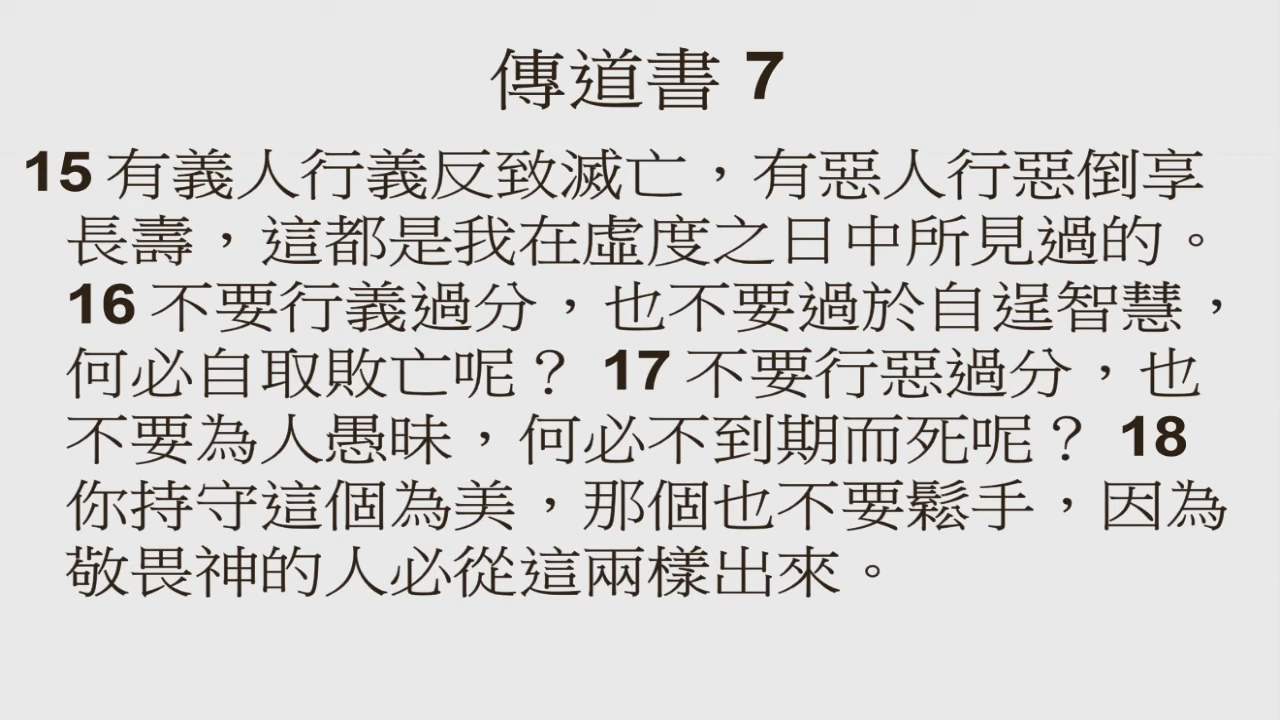 傳道書 7
15 有義人行義反致滅亡，有惡人行惡倒享
長壽，這都是我在虛度之日中所見過的。
16 不要行義過分，也不要過於自逞智慧，
何必自取敗亡呢？ 17 不要行惡過分，也
不要為人愚昧，何必不到期而死呢？ 18
你持守這個為美，那個也不要鬆手，因為
敬畏神的人必從這兩樣出來。